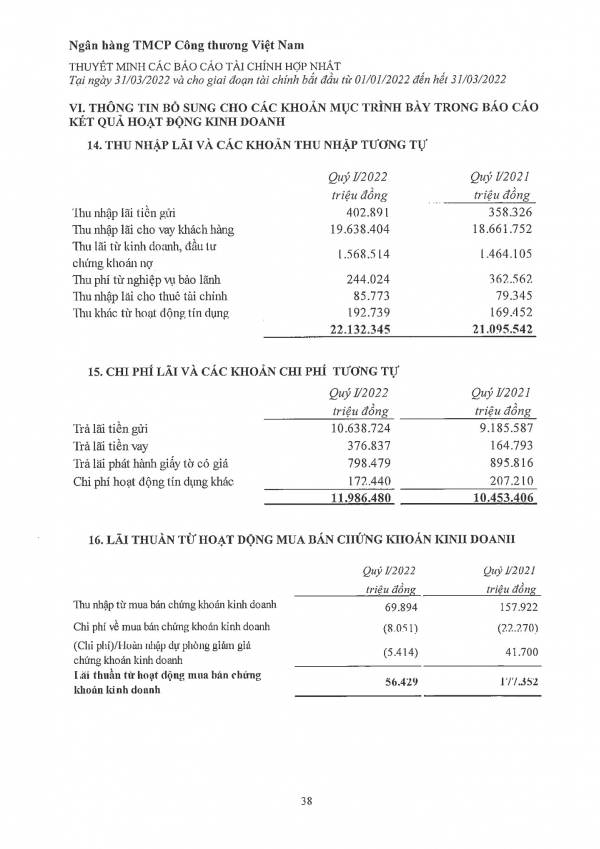 Ngân hàng TMCP Công thương Việt Nam
THUYẾT MINH CÁC BÁO CÁO TÀI CHÍNH HỢP NHẤT
Tại ngày 31/03/2022 và cho giai đoạn tài chính bắt đầu từ 01/01/2022 đến hết 31/03/2022
VI. THÔNG TIN BỔ SUNG CHO CÁC KHOẢN MỤC TRÌNH BÀY TRONG BÁO CÁO
KẾT QUẢ HOẠT ĐỘNG KINH DOANH
14. THU NHẬP LÃI VÀ CÁC KHOẢN THU NHẬP TƯƠNG TỰ
Quý I/2022 Quý I/2021
triệu đồng triệu đồng
Thu nhập lãi tiền gửi 402.891 358.326
Thu nhập lãi cho vay khách hàng 19.638.404 18.661.752
Thu lãi từ kinh doanh, đầu tư
chứng khoán nợ 1.568.514 1.464.105
Thu phí từ nghiệp vụ bảo lãnh 244.024 362.562
Thu nhập lãi cho thuê tài chính 85.773 79.345
Thu khác từ hoạt động tín dụng 192.739 169.452
22.132.345 21.095.542
15. CHI PHÍ LÃI VÀ CÁC KHOẢN CHI PHÍ TƯƠNG TỰ
Quý I/2022 Quý I/2021
triệu đồng triệu đồng
Trả lãi tiền gửi 10.638.724 9.185.587
Trả lãi tiền vay 376.837 164.793
Trả lãi phát hành giấy tờ có giá 798.479 895.816
Chi phí hoạt động tín dụng khác 172.440 207.210
11.986.480 10.453.406
16. LÃI THUẦN TỪ HOẠT ĐỘNG MUA BÁN CHỨNG KHOÁN KINH DOANH
Quý I/2022 Quý I/2021
triệu đồng triệu đồng
Thu nhập từ mua bán chứng khoán kinh doanh 69.894 157.922
Chi phí về mua bán chứng khoán kinh doanh (8.051) (22.270)
(Chi phí)/Hoàn nhập dự phòng giảm giá
chứng khoán kinh doanh (5.414) 41.700
Lãi thuần từ hoạt động mua bán chứng
khoán kinh doanh 56.429 177.352
38